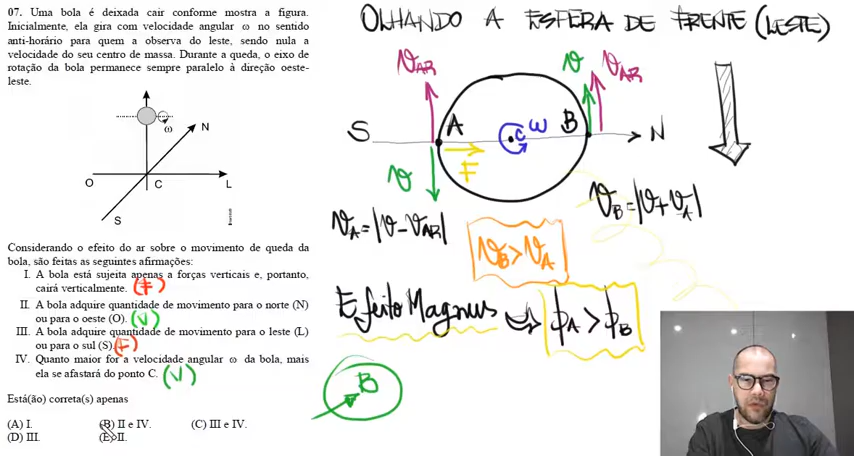 07. Uma bola é deixada cair conforme mostra a figura.
Inicialmente, ela gira com velocidade angular ω no sentido
anti-horário para quem a observa do leste, sendo nula a
velocidade do seu centro de massa. Durante a queda, o eixo de
rotação da bola permanece sempre paralelo à direção oeste-
leste.
ω
N
O
C
L
S
Considerando o efeito do ar sobre o movimento de queda da
bola, são feitas as seguintes afirmações:
I. A bola está sujeita apenas a forças verticais e, portanto,
cairá verticalmente. (F)
II. A bola adquire quantidade de movimento para o norte (N)
ou para o oeste (O). (V)
III. A bola adquire quantidade de movimento para o leste (L)
ou para o sul (S). (F)
IV. Quanto maior for a velocidade angular ω da bola, mais
ela se afastará do ponto C. (V)
Está(ão) correta(s) apenas
(A) I. (B) II e IV. (C) III e IV.
(D) III. (E) II.
OLHANDO A ESFERA DE FRENTE (LESTE)
VAR V VAR
S A C ω B N
F
V
VA = |V - VAR|
VB = |V + VA|
VB > VA
Efeito Magnus => pA > pB
B